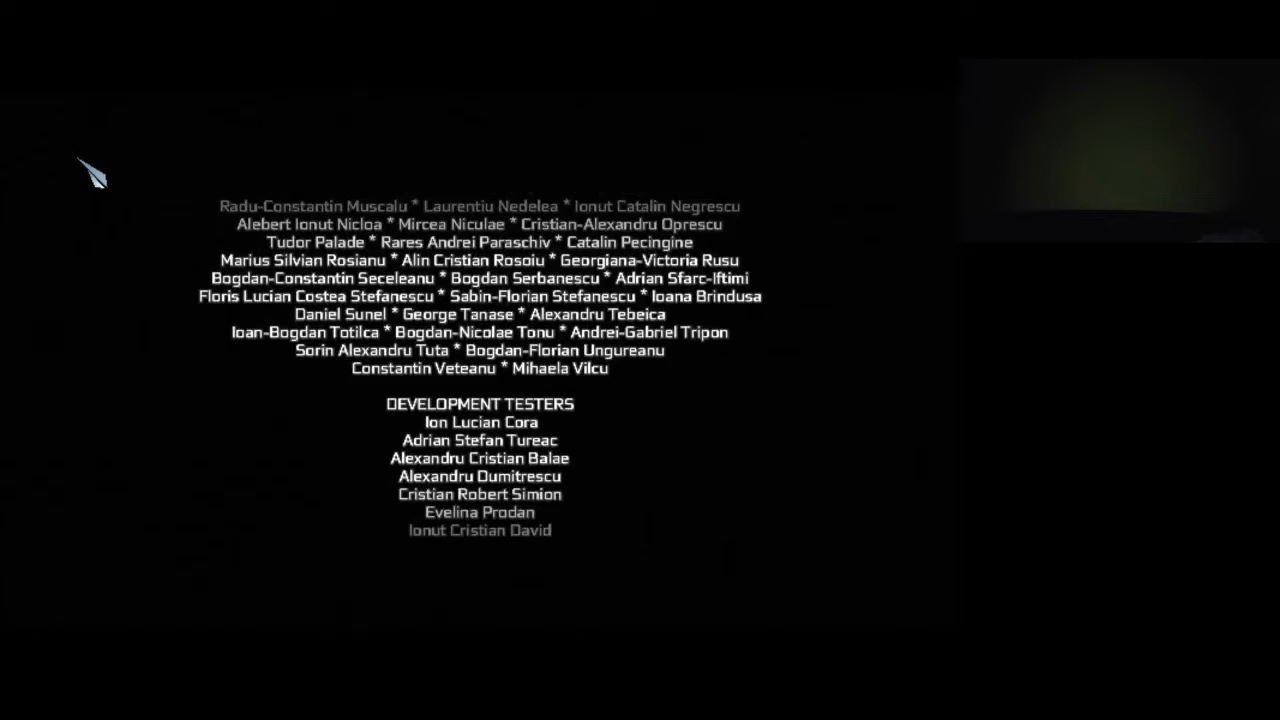 Radu-Constantin Muscalu * Laurentiu Nedelea * Ionut Catalin Negrescu
Alebert Ionut Nicloa * Mircea Niculae * Cristian-Alexandru Oprescu
Tudor Palade * Rares Andrei Paraschiv * Catalin Pecingine
Marius Silvian Rosianu * Alin Cristian Rosoiu * Georgiana-Victoria Rusu
Bogdan-Constantin Seceleanu * Bogdan Serbanescu * Adrian Sfarc-Iftimi
Floris Lucian Costea Stefanescu * Sabin-Florian Stefanescu * Ioana Brindusa
Daniel Sunel * George Tanase * Alexandru Tebeica
Ioan-Bogdan Totilca * Bogdan-Nicolae Tonu * Andrei-Gabriel Tripon
Sorin Alexandru Tuta * Bogdan-Florian Ungureanu
Constantin Veteanu * Mihaela Vilcu
DEVELOPMENT TESTERS
Ion Lucian Cora
Adrian Stefan Tureac
Alexandru Cristian Balae
Alexandru Dumitrescu
Cristian Robert Simion
Evelina Prodan
Ionut Cristian David